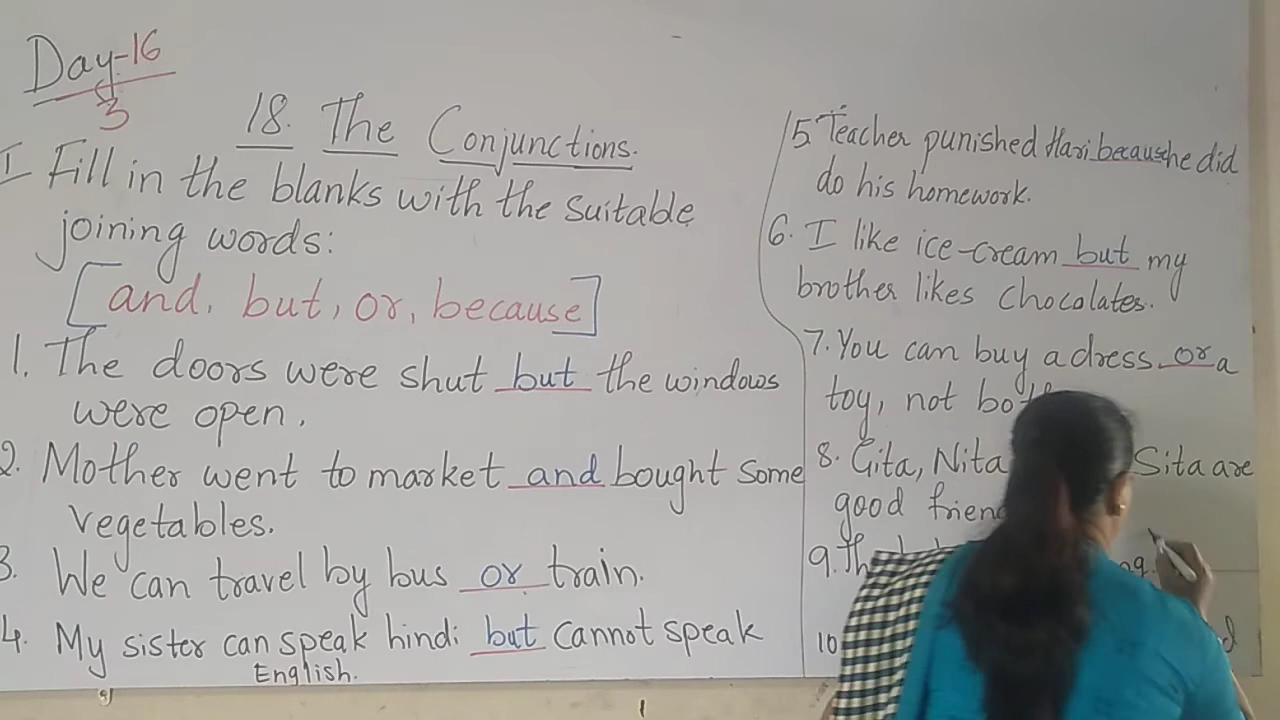 Day-16
3
18. The Conjunctions.
I Fill in the blanks with the suitable
joining words:
[and, but, or, because]
1. The doors were shut but the windows
were open.
2. Mother went to market and bought some
vegetables.
3. We can travel by bus or train.
4. My sister can speak hindi but cannot speak
English.
5. Teacher punished Hari because he did
do his homework.
6. I like ice-cream but my
brother likes chocolates.
7. You can buy a dress or a
toy, not
8. Gita, Nita Sita are
good
9.
10